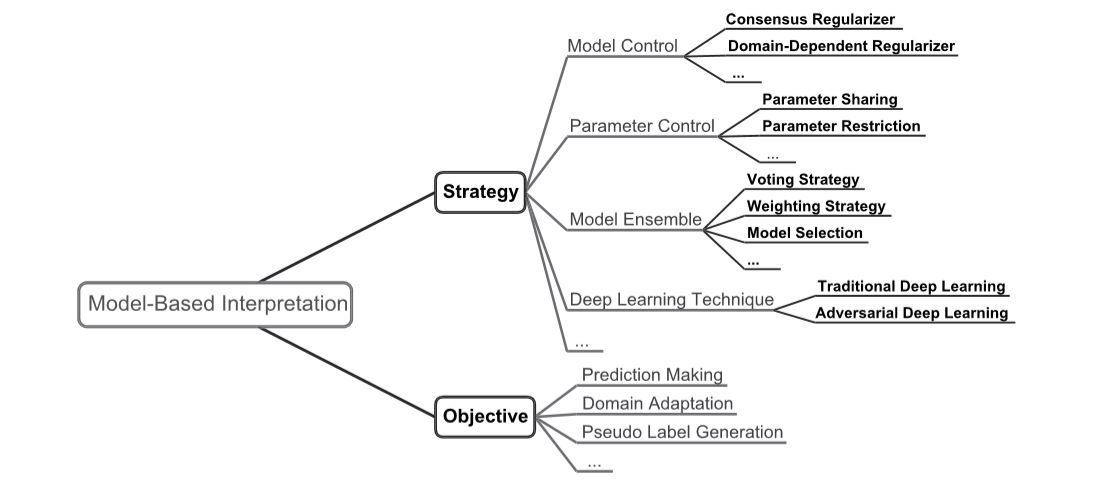 Model-Based Interpretation
Strategy
Model Control
Consensus Regularizer
Domain-Dependent Regularizer
...
Parameter Control
Parameter Sharing
Parameter Restriction
...
Model Ensemble
Voting Strategy
Weighting Strategy
Model Selection
...
Deep Learning Technique
Traditional Deep Learning
Adversarial Deep Learning
...
Objective
Prediction Making
Domain Adaptation
Pseudo Label Generation
...